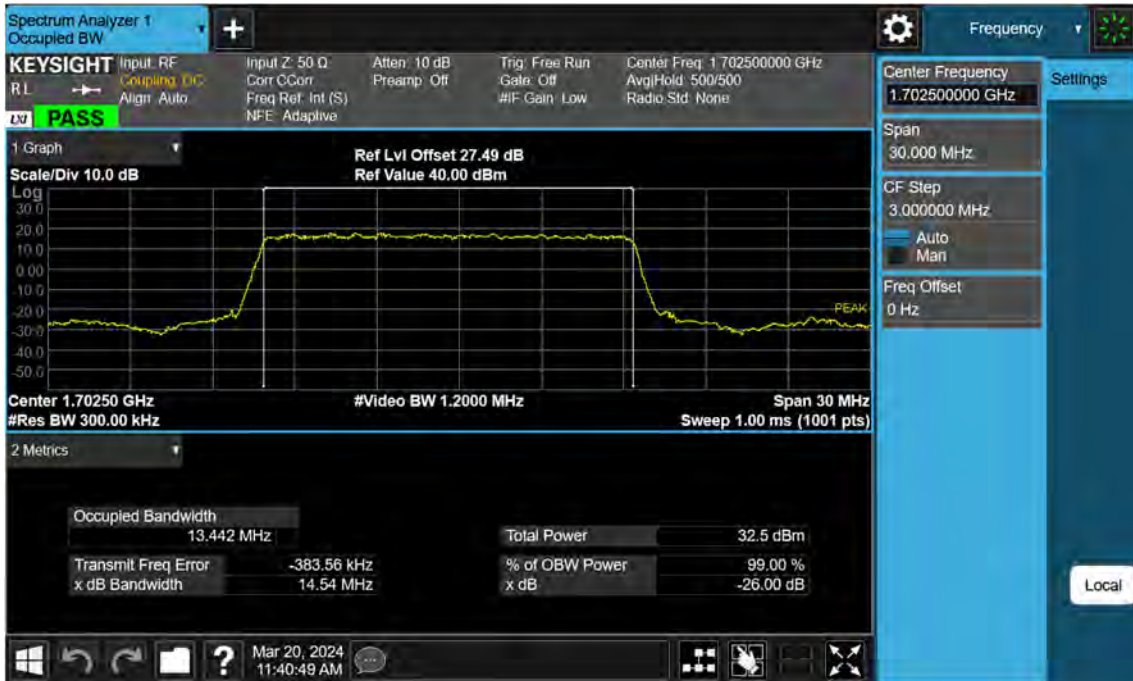 Spectrum Analyzer 1
Occupied BW
+
Frequency
KEYSIGHT
RL
LXI PASS
Input: RF
Coupling: DC
Align: Auto
Input Z: 50 Ω
Corr CCorr
Freq Ref: Int (S)
NFE: Adaptive
Atten: 10 dB
Preamp: Off
Trig: Free Run
Gate: Off
#IF Gain: Low
Center Freq: 1.702500000 GHz
Avg|Hold: 500/500
Radio Std: None
Center Frequency
1.702500000 GHz
Settings
Span
30.000 MHz
CF Step
3.000000 MHz
Auto
Man
Freq Offset
0 Hz
Local
1 Graph
Scale/Div 10.0 dB
Ref Lvl Offset 27.49 dB
Ref Value 40.00 dBm
Log
30.0
20.0
10.0
0.00
-10.0
-20.0
-30.0
-40.0
-50.0
PEAK
Center 1.70250 GHz
#Video BW 1.2000 MHz
Span 30 MHz
#Res BW 300.00 kHz
Sweep 1.00 ms (1001 pts)
2 Metrics
Occupied Bandwidth
13.442 MHz
Total Power 32.5 dBm
Transmit Freq Error -383.56 kHz
% of OBW Power 99.00 %
x dB Bandwidth 14.54 MHz
x dB -26.00 dB
?
Mar 20, 2024
11:40:49 AM